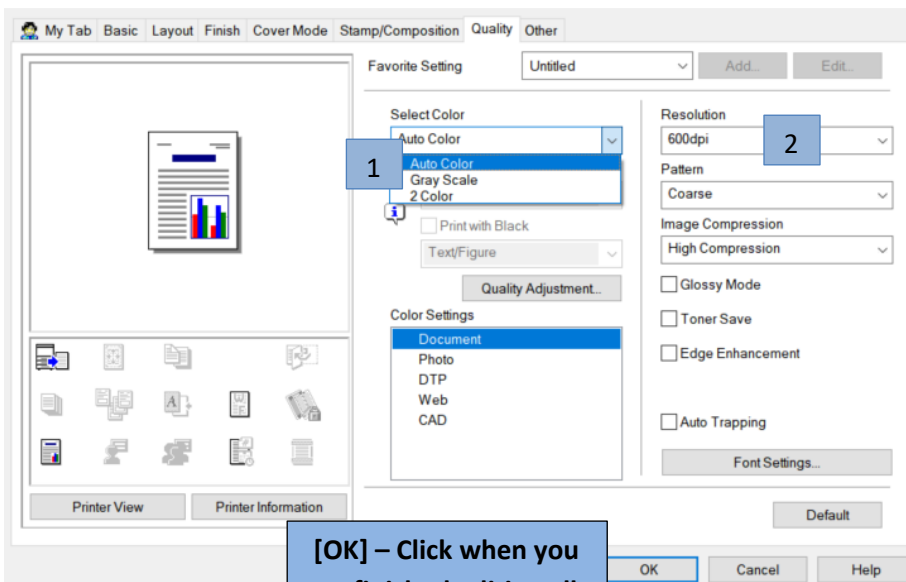 My Tab Basic Layout Finish Cover Mode Stamp/Composition Quality Other
Favorite Setting Untitled Add... Edit...
Select Color
Auto Color
1
Auto Color
Gray Scale
2 Color
Print with Black
Text/Figure
Quality Adjustment...
Color Settings
Document
Photo
DTP
Web
CAD
Resolution
600dpi
2
Pattern
Coarse
Image Compression
High Compression
Glossy Mode
Toner Save
Edge Enhancement
Auto Trapping
Font Settings...
Printer View Printer Information
Default
[OK] – Click when you
OK Cancel Help